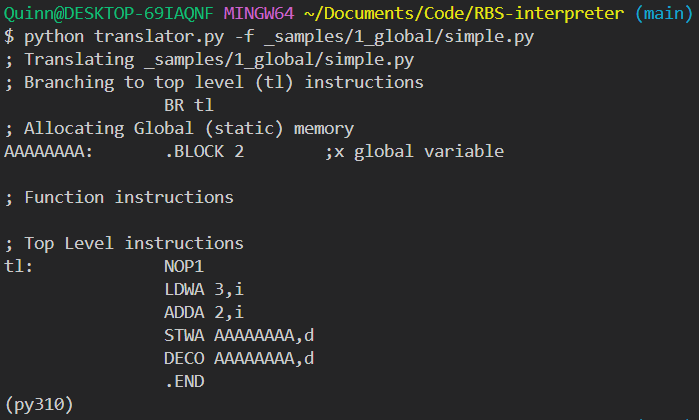 Quinn@DESKTOP-69IAQNF MINGW64 ~/Documents/Code/RBS-interpreter (main)
$ python translator.py -f _samples/1_global/simple.py
; Translating _samples/1_global/simple.py
; Branching to top level (tl) instructions
BR tl
; Allocating Global (static) memory
AAAAAAAA: .BLOCK 2 ;x global variable
; Function instructions
; Top Level instructions
tl: NOP1
LDWA 3,i
ADDA 2,i
STWA AAAAAAAA,d
DECO AAAAAAAA,d
.END
(py310)